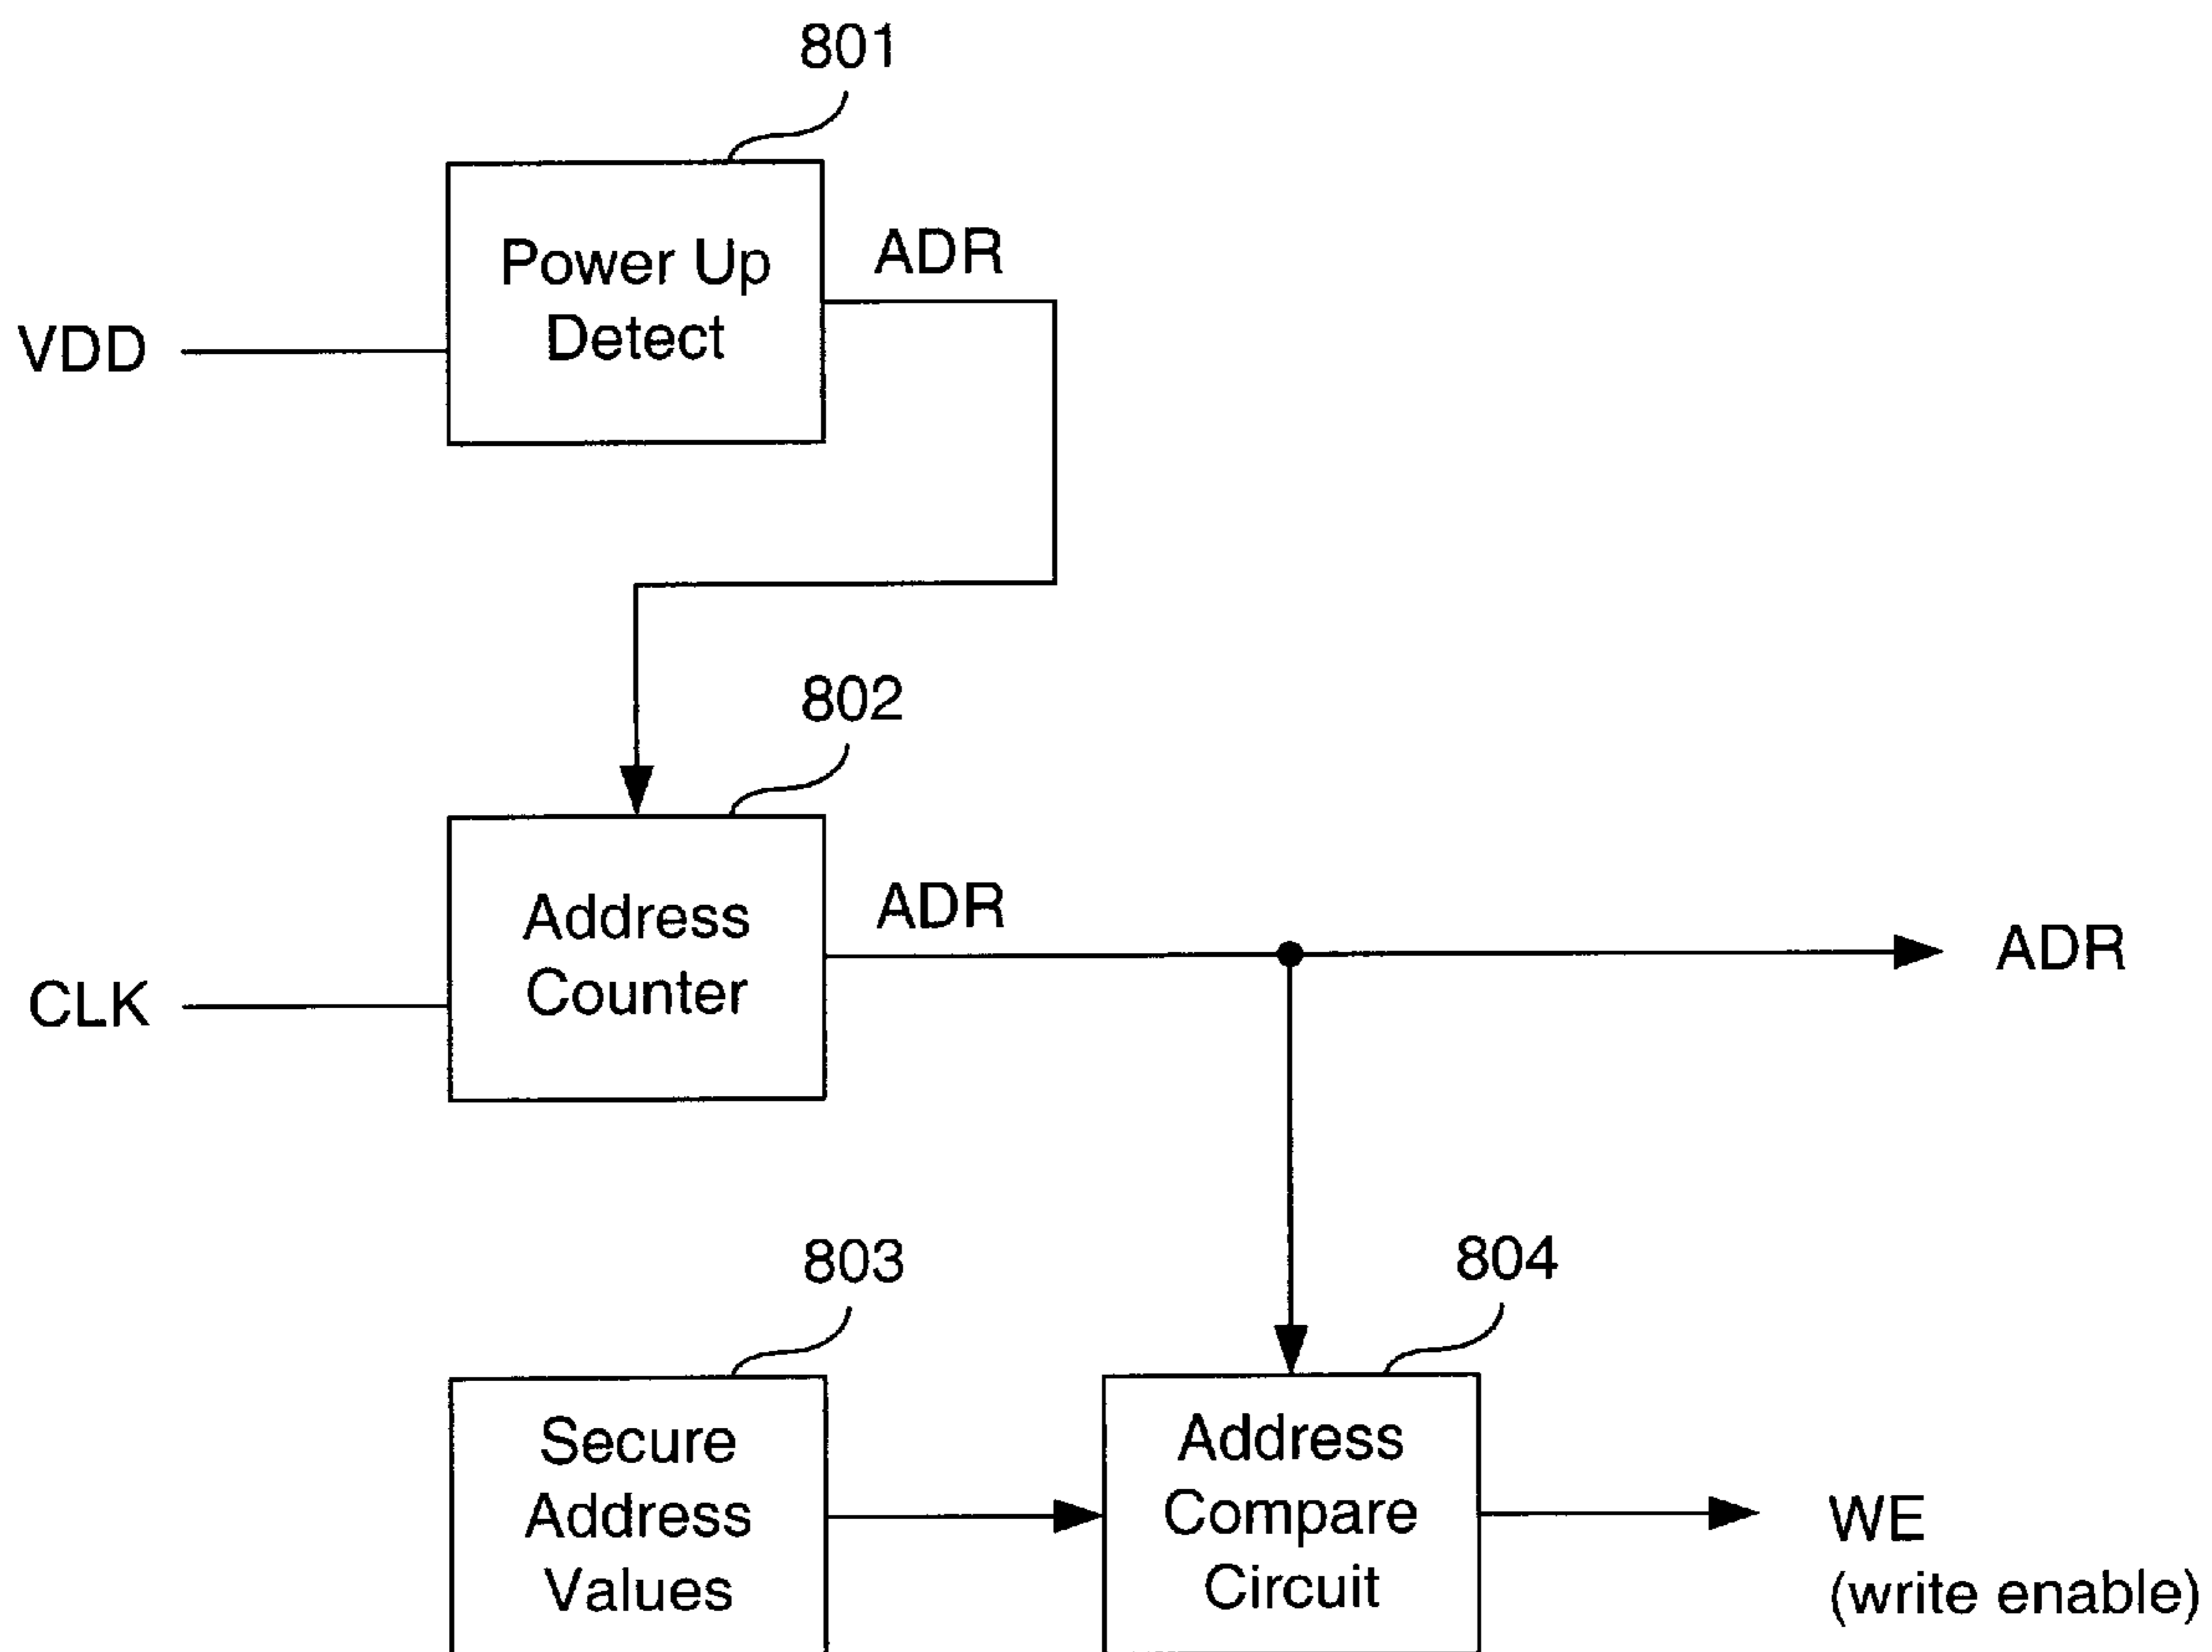 801
Power Up
Detect
ADR
VDD
802
Address
Counter
ADR
ADR
CLK
803
804
Secure
Address
Values
Address
Compare
Circuit
WE
(write enable)